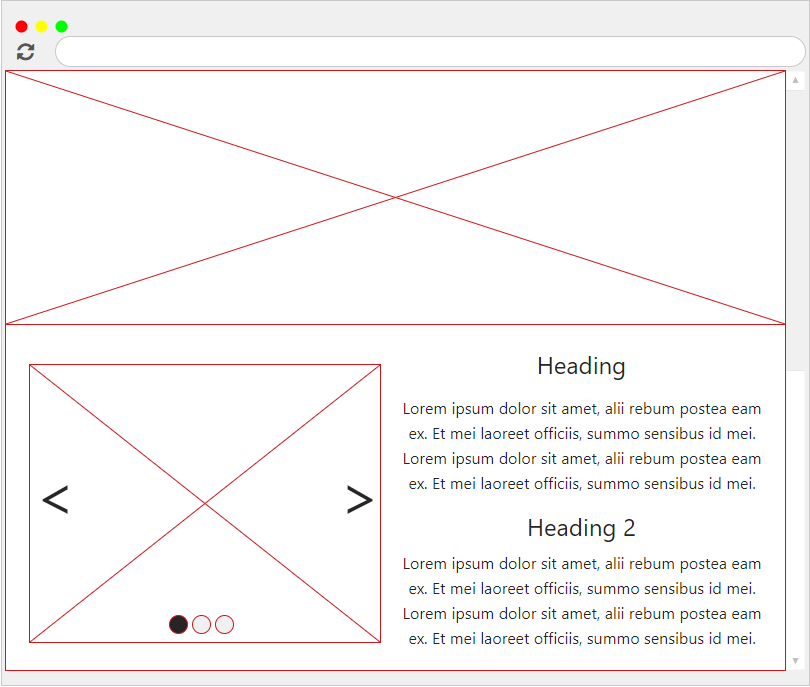 Heading
Lorem ipsum dolor sit amet, alii rebum postea eam
ex. Et mei laoreet officiis, summo sensibus id mei.
Lorem ipsum dolor sit amet, alii rebum postea eam
ex. Et mei laoreet officiis, summo sensibus id mei.
< >
Heading 2
Lorem ipsum dolor sit amet, alii rebum postea eam
ex. Et mei laoreet officiis, summo sensibus id mei.
Lorem ipsum dolor sit amet, alii rebum postea eam
ex. Et mei laoreet officiis, summo sensibus id mei.